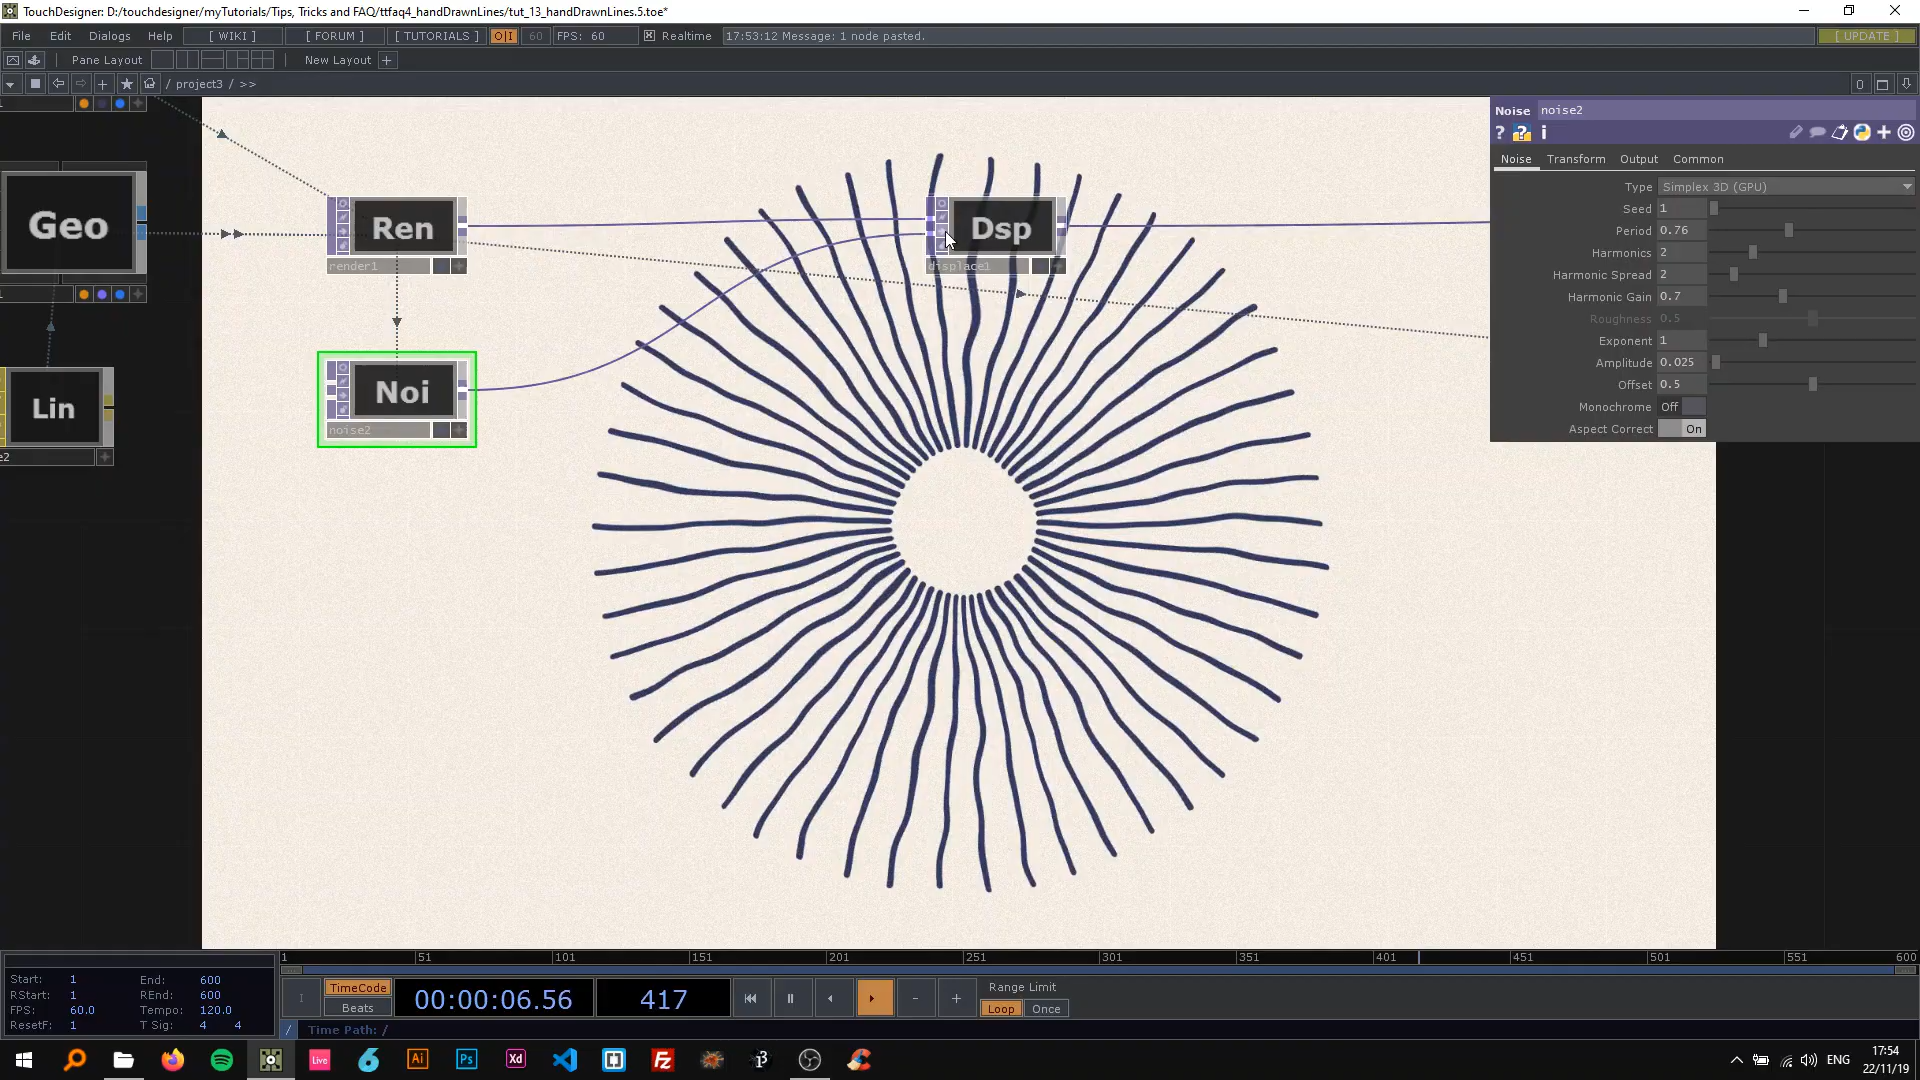 TouchDesigner: D:/touchdesigner/myTutorials/Tips, Tricks and FAQ/ttfaq4_handDrawnLines/tut_13_handDrawnLines.5.toe*
File Edit Dialogs Help [ WIKI ] [ FORUM ] [ TUTORIALS ] O|I 60 FPS: 60 Realtime 17:53:12 Message: 1 node pasted. [ UPDATE ]
Pane Layout New Layout +
/ project3 / >> 0
Noise noise2
? ? i
Noise Transform Output Common
Type Simplex 3D (GPU)
Seed 1
Period 0.76
Harmonics 2
Harmonic Spread 2
Harmonic Gain 0.7
Roughness 0.5
Exponent 1
Amplitude 0.025
Offset 0.5
Monochrome Off
Aspect Correct On
Geo
Ren
render1
Dsp
displace1
Noi
noise2
Lin
e2
1 51 101 151 201 251 301 351 401 451 501 551 600
Start: 1 End: 600
RStart: 1 REnd: 600
FPS: 60.0 Tempo: 120.0
ResetF: 1 T Sig: 4 4
TimeCode
Beats
00:00:06.56 417
Range Limit
Loop Once
/ Time Path: /
Live
Ai
Ps
Xd
ENG
17:54
22/11/19